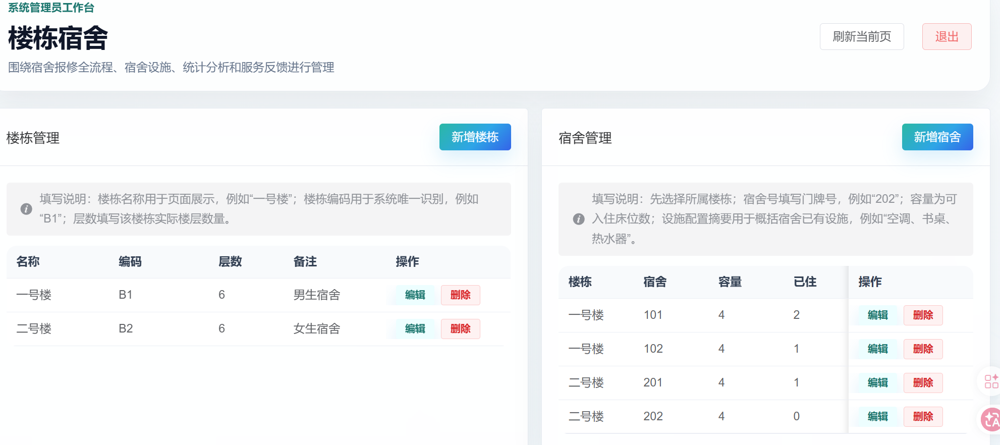 系统管理员工作台
楼栋宿舍
围绕宿舍报修全流程、宿舍设施、统计分析和服务反馈进行管理
刷新当前页
退出
楼栋管理
新增楼栋
填写说明：楼栋名称用于页面展示，例如“一号楼”；楼栋编码用于系统唯一识别，例如
“B1”；层数填写该楼栋实际楼层数量。
名称 编码 层数 备注 操作
一号楼 B1 6 男生宿舍 编辑 删除
二号楼 B2 6 女生宿舍 编辑 删除
宿舍管理
新增宿舍
填写说明：先选择所属楼栋；宿舍号填写门牌号，例如“202”；容量为可
入住床位数；设施配置摘要用于概括宿舍已有设施，例如“空调、书桌、
热水器”。
楼栋 宿舍 容量 已住 操作
一号楼 101 4 2 编辑 删除
一号楼 102 4 1 编辑 删除
二号楼 201 4 1 编辑 删除
二号楼 202 4 0 编辑 删除